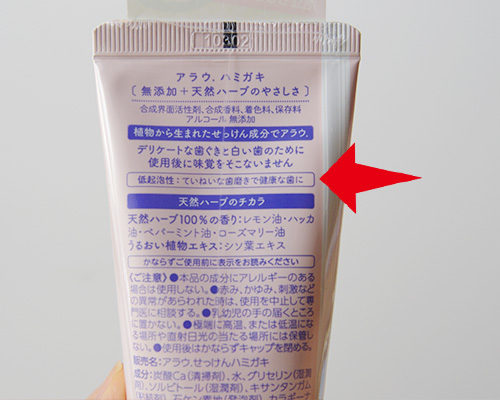 アラウ.ハミガキ
〔無添加+天然ハーブのやさしさ〕
合成界面活性剤、合成香料、着色料、保存料
アルコール 無添加
植物から生まれたせっけん成分でアラウ.
デリケートな歯ぐきと白い歯のために
使用後に味覚をそこないません
低起泡性:ていねいな歯磨きで健康な歯に
天然ハーブのチカラ
天然ハーブ100%の香り:レモン油・ハッカ
油・ペパーミント油・ローズマリー油
うるおい植物エキス:シソ葉エキス
かならずご使用前に表示をお読みください
《ご注意》●本品の成分にアレルギーのある
場合は使用しない。●赤み、かゆみ、刺激など
の異常があらわれた時は、使用を中止して専
門医に相談する。●乳幼児の手の届くところ
に置かない。●極端に高温、または低温にな
る場所や直射日光の当たる場所には保管し
ない。●使用後はかならずキャップを閉める。
販売名:アラウ.せっけんハミガキ
成分:炭酸Ca(清掃剤)、水、グリセリン(湿潤
剤)、ソルビトール(湿潤剤)、キサンタンガム
(粘結剤)、石ケン素地(発泡剤)、カラギーナ